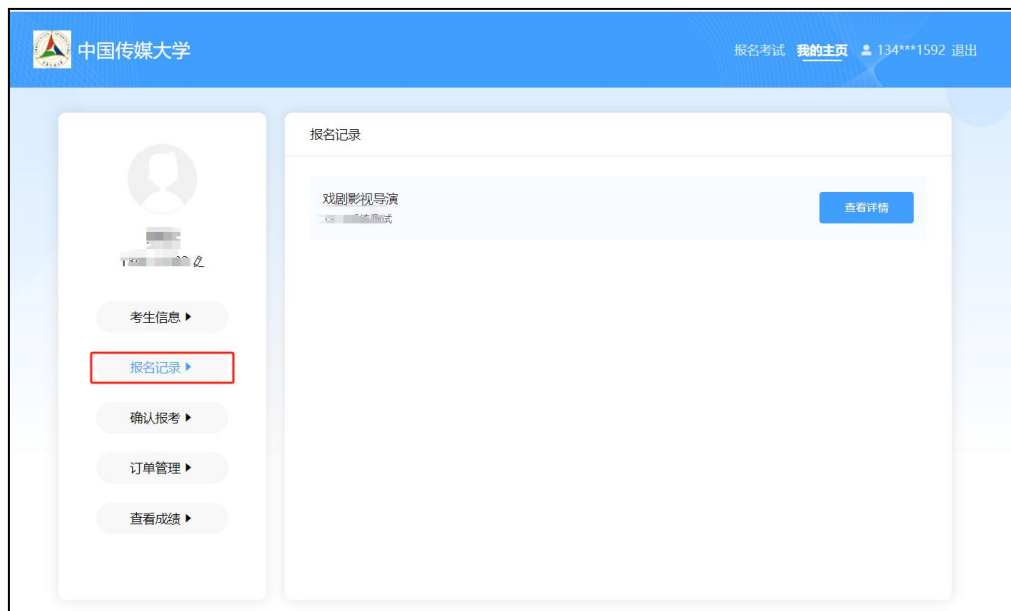 中国传媒大学
报名考试 我的主页 134***1592 退出
报名记录
戏剧影视导演
查看详情
考生信息
报名记录
确认报考
订单管理
查看成绩